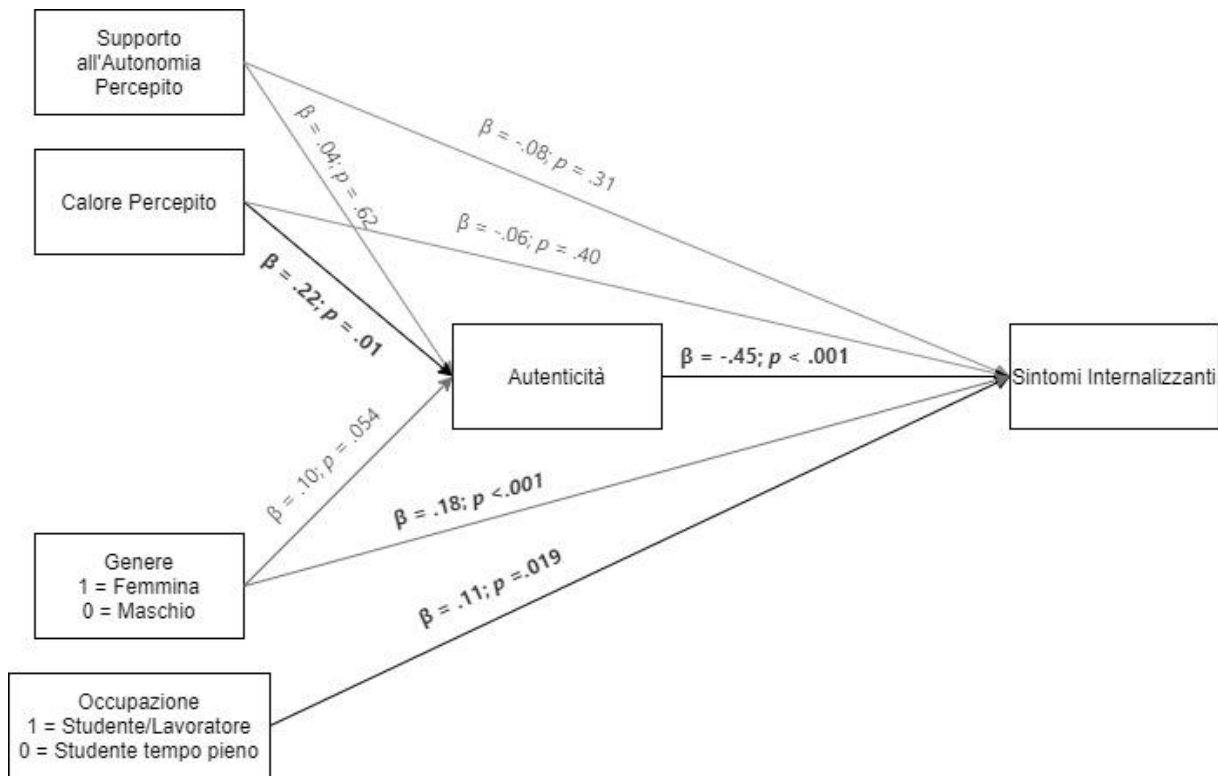 Supporto
all'Autonomia
Percepito
β = .04; p = .62
β = -.08; p = .31
Calore Percepito
β = -.06; p = .40
β = .22; p = .01
Autenticità
β = -.45; p < .001
Sintomi Internalizzanti
β = .10; p = .054
β = .18; p <.001
Genere
1 = Femmina
0 = Maschio
β = .11; p =.019
Occupazione
1 = Studente/Lavoratore
0 = Studente tempo pieno